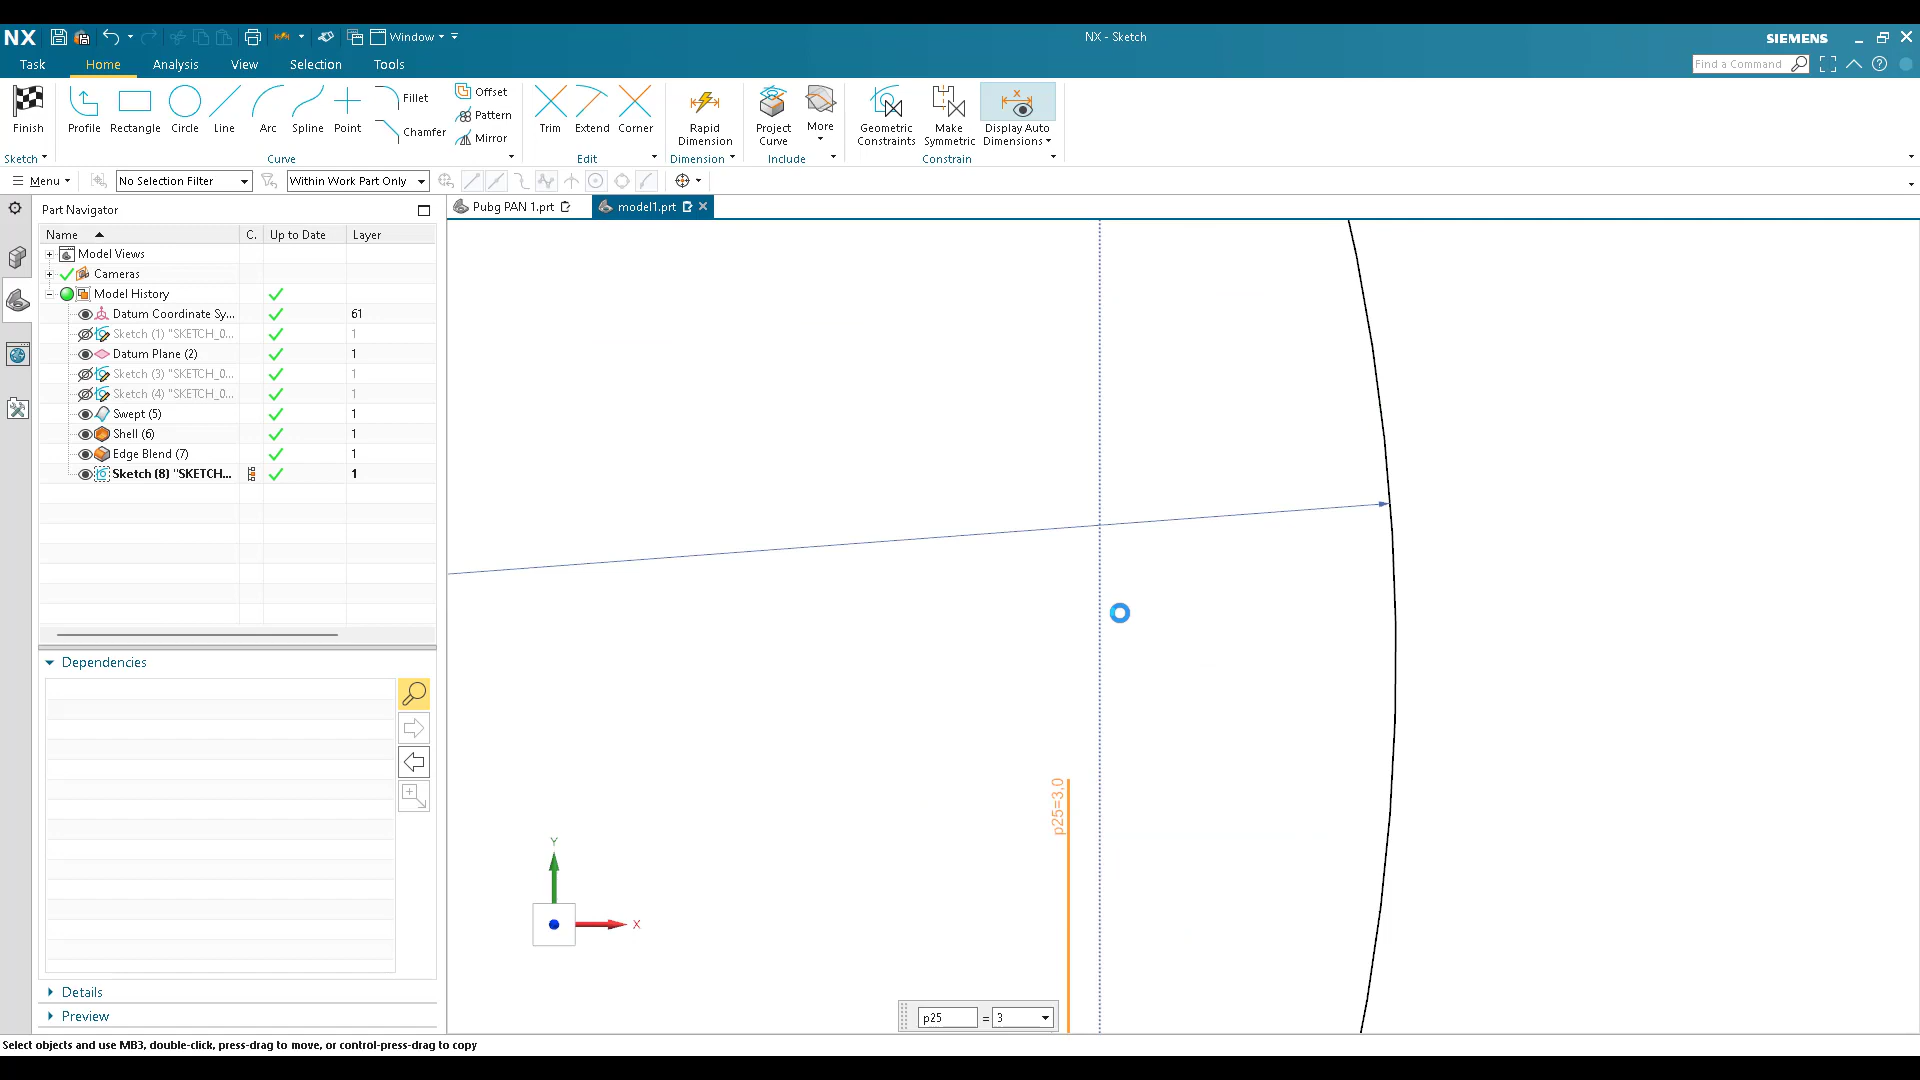 NX
Window
NX - Sketch
SIEMENS
Task
Home
Analysis
View
Selection
Tools
Find a Command
Finish
Profile
Rectangle
Circle
Line
Arc
Spline
Point
Fillet
Chamfer
Offset
Pattern
Mirror
Trim
Extend
Corner
Rapid
Dimension
Project
Curve
More
Geometric
Constraints
Make
Symmetric
Display Auto
Dimensions
Sketch
Curve
Edit
Dimension
Include
Constrain
Menu
No Selection Filter
Within Work Part Only
Part Navigator
Pubg PAN 1.prt
model1.prt
Name C. Up to Date Layer
Model Views
Cameras
Model History
Datum Coordinate Sy... 61
Sketch (1) "SKETCH_0... 1
Datum Plane (2) 1
Sketch (3) "SKETCH_0... 1
Sketch (4) "SKETCH_0... 1
Swept (5) 1
Shell (6) 1
Edge Blend (7) 1
Sketch (8) "SKETCH... 1
Dependencies
Details
Preview
p25=3,0
Y
X
p25 = 3
Select objects and use MB3, double-click, press-drag to move, or control-press-drag to copy